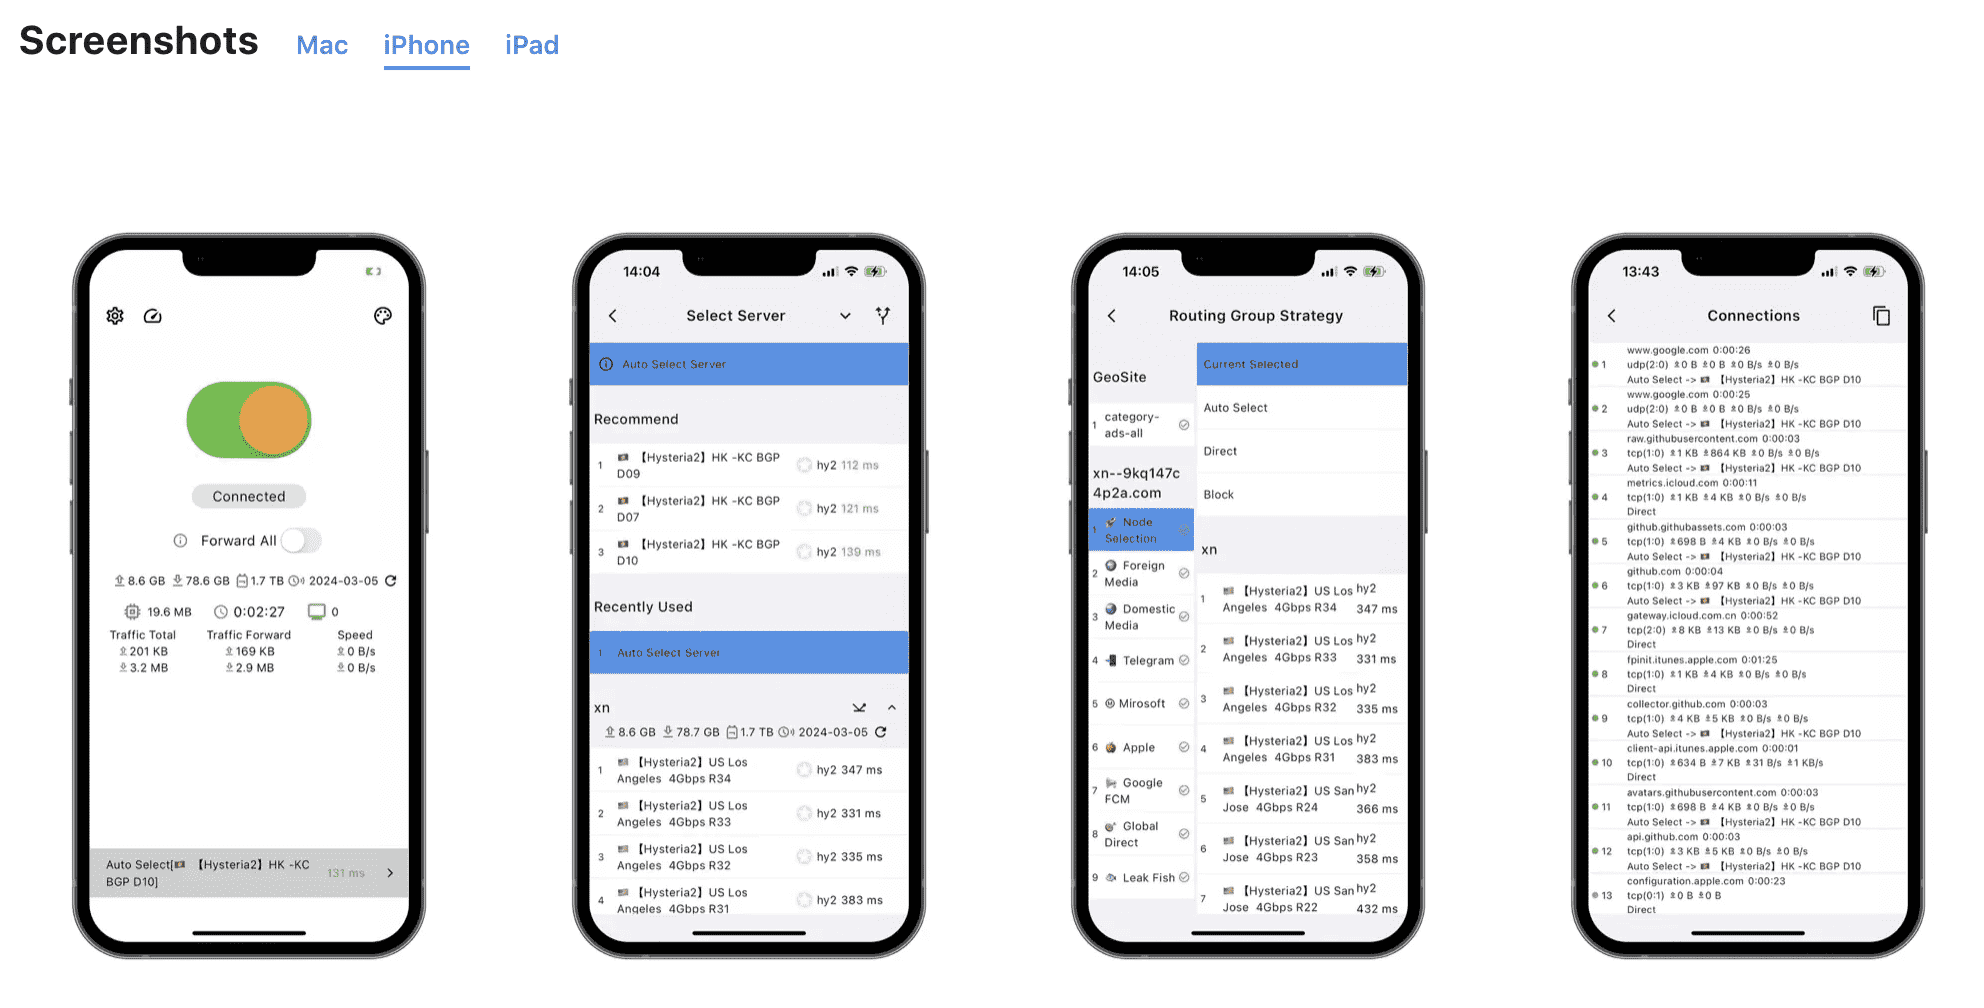 Screenshots Mac iPhone iPad
Connected
Forward All
8.6 GB 78.6 GB 1.7 TB 2024-03-05
19.6 MB 0:02:27 0
Traffic Total Traffic Forward Speed
201 KB 169 KB 0 B/s
3.2 MB 2.9 MB 0 B/s
Auto Select[ 【Hysteria2】HK -KC
BGP D10]
131 ms
14:04
Select Server
Auto Select Server
Recommend
1 【Hysteria2】HK -KC BGP
D09
hy2 112 ms
2 【Hysteria2】HK -KC BGP
D07
hy2 121 ms
3 【Hysteria2】HK -KC BGP
D10
hy2 139 ms
Recently Used
1 Auto Select Server
xn
8.6 GB 78.7 GB 1.7 TB 2024-03-05
1 【Hysteria2】US Los
Angeles 4Gbps R34
hy2 347 ms
2 【Hysteria2】US Los
Angeles 4Gbps R33
hy2 331 ms
3 【Hysteria2】US Los
Angeles 4Gbps R32
hy2 335 ms
4 【Hysteria2】US Los
Angeles 4Gbps R31
hy2 383 ms
14:05
Routing Group Strategy
GeoSite
1 category-
ads-all
xn--9kq147c
4p2a.com
1 Node
Selection
2 Foreign
Media
3 Domestic
Media
4 Telegram
5 Mirosoft
6 Apple
7 Google
FCM
8 Global
Direct
9 Leak Fish
Current Selected
Auto Select
Direct
Block
xn
1 【Hysteria2】US Los
Angeles 4Gbps R34
hy2
347 ms
2 【Hysteria2】US Los
Angeles 4Gbps R33
hy2
331 ms
3 【Hysteria2】US Los
Angeles 4Gbps R32
hy2
335 ms
4 【Hysteria2】US Los
Angeles 4Gbps R31
hy2
383 ms
5 【Hysteria2】US San
Jose 4Gbps R24
hy2
366 ms
6 【Hysteria2】US San
Jose 4Gbps R23
hy2
358 ms
7 【Hysteria2】US San
Jose 4Gbps R22
hy2
432 ms
13:43
Connections
www.google.com 0:00:26
1 udp(2:0) 0 B 0 B 0 B/s 0 B/s
Auto Select -> 【Hysteria2】HK -KC BGP D10
www.google.com 0:00:25
2 udp(2:0) 0 B 0 B 0 B/s 0 B/s
Auto Select -> 【Hysteria2】HK -KC BGP D10
raw.githubusercontent.com 0:00:03
3 tcp(1:0) 1 KB 864 KB 0 B/s 0 B/s
Auto Select -> 【Hysteria2】HK -KC BGP D10
metrics.icloud.com 0:00:11
4 tcp(1:0) 1 KB 4 KB 0 B/s 0 B/s
Direct
github.githubassets.com 0:00:03
5 tcp(1:0) 698 B 4 KB 0 B/s 0 B/s
Auto Select -> 【Hysteria2】HK -KC BGP D10
github.com 0:00:04
6 tcp(1:0) 3 KB 97 KB 0 B/s 0 B/s
Auto Select -> 【Hysteria2】HK -KC BGP D10
gateway.icloud.com.cn 0:00:52
7 tcp(2:0) 8 KB 13 KB 0 B/s 0 B/s
Direct
fpinit.itunes.apple.com 0:01:25
8 tcp(1:0) 1 KB 4 KB 0 B/s 0 B/s
Direct
collector.github.com 0:00:03
9 tcp(1:0) 4 KB 5 KB 0 B/s 0 B/s
Auto Select -> 【Hysteria2】HK -KC BGP D10
client-api.itunes.apple.com 0:00:01
10 tcp(1:0) 634 B 7 KB 31 B/s 1 KB/s
Direct
avatars.githubusercontent.com 0:00:03
11 tcp(1:0) 698 B 4 KB 0 B/s 0 B/s
Auto Select -> 【Hysteria2】HK -KC BGP D10
api.github.com 0:00:03
12 tcp(1:0) 3 KB 5 KB 0 B/s 0 B/s
Auto Select -> 【Hysteria2】HK -KC BGP D10
configuration.apple.com 0:00:23
13 tcp(0:1) 0 B 0 B
Direct